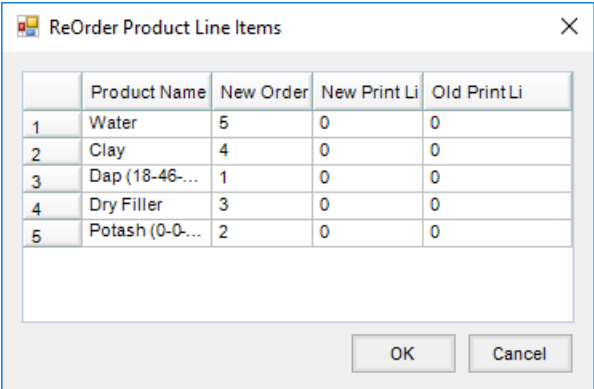 ReOrder Product Line Items
Product Name New Order New Print Li Old Print Li
1 Water 5 0 0
2 Clay 4 0 0
3 Dap (18-46-... 1 0 0
4 Dry Filler 3 0 0
5 Potash (0-0-... 2 0 0
OK Cancel